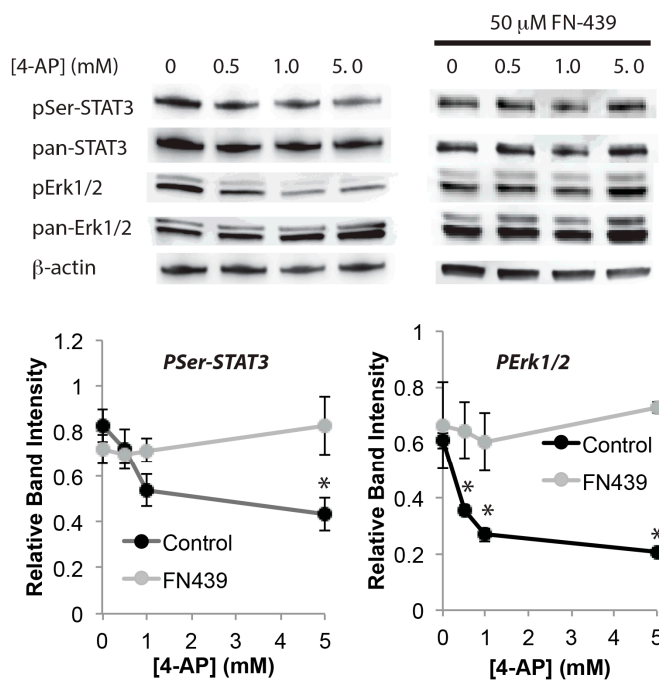 50 μM FN-439
[4-AP] (mM) 0 0.5 1.0 5.0 0 0.5 1.0 5.0
pSer-STAT3
pan-STAT3
pErk1/2
pan-Erk1/2
β-actin
PSer-STAT3
Relative Band Intensity
1.2
1
0.8
0.6
0.4
0.2
0
*
Control
FN439
0 1 2 3 4 5
[4-AP] (mM)
PErk1/2
Relative Band Intensity
1
0.8
0.6
0.4
0.2
0
Control
FN439
* * *
0 1 2 3 4 5
[4-AP] (mM)